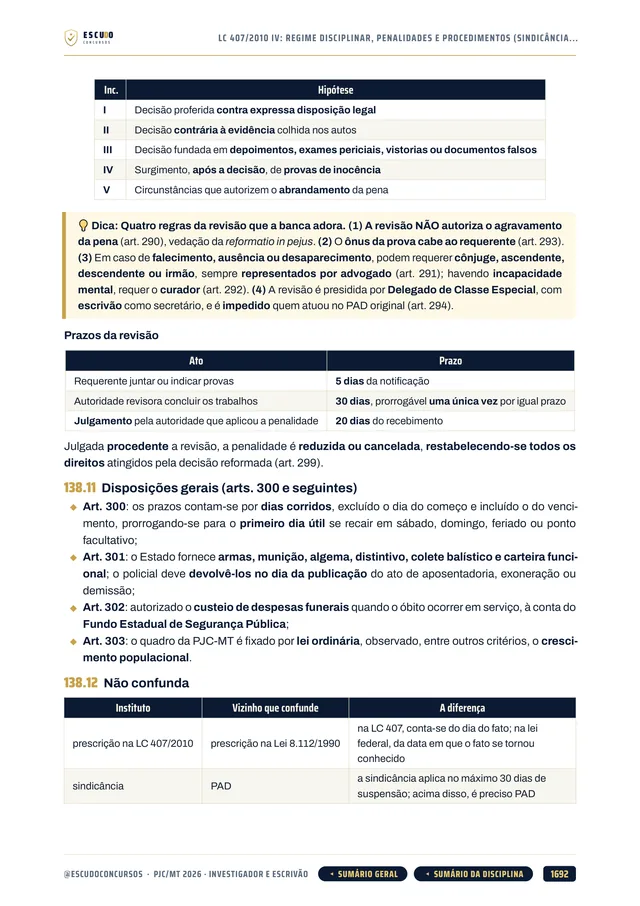 ESCUDO
CONCURSOS
LC 407/2010 IV: REGIME DISCIPLINAR, PENALIDADES E PROCEDIMENTOS (SINDICÂNCIA...
Inc. Hipótese
I Decisão proferida contra expressa disposição legal
II Decisão contrária à evidência colhida nos autos
III Decisão fundada em depoimentos, exames periciais, vistorias ou documentos falsos
IV Surgimento, após a decisão, de provas de inocência
V Circunstâncias que autorizem o abrandamento da pena
Dica: Quatro regras da revisão que a banca adora. (1) A revisão NÃO autoriza o agravamento
da pena (art. 290), vedação da reformatio in pejus. (2) O ônus da prova cabe ao requerente (art. 293).
(3) Em caso de falecimento, ausência ou desaparecimento, podem requerer cônjuge, ascendente,
descendente ou irmão, sempre representados por advogado (art. 291); havendo incapacidade
mental, requer o curador (art. 292). (4) A revisão é presidida por Delegado de Classe Especial, com
escrivão como secretário, e é impedido quem atuou no PAD original (art. 294).
Prazos da revisão
Ato Prazo
Requerente juntar ou indicar provas 5 dias da notificação
Autoridade revisora concluir os trabalhos 30 dias, prorrogável uma única vez por igual prazo
Julgamento pela autoridade que aplicou a penalidade 20 dias do recebimento
Julgada procedente a revisão, a penalidade é reduzida ou cancelada, restabelecendo-se todos os
direitos atingidos pela decisão reformada (art. 299).
138.11 Disposições gerais (arts. 300 e seguintes)
◆ Art. 300: os prazos contam-se por dias corridos, excluído o dia do começo e incluído o do venci-
mento, prorrogando-se para o primeiro dia útil se recair em sábado, domingo, feriado ou ponto
facultativo;
◆ Art. 301: o Estado fornece armas, munição, algema, distintivo, colete balístico e carteira funci-
onal; o policial deve devolvê-los no dia da publicação do ato de aposentadoria, exoneração ou
demissão;
◆ Art. 302: autorizado o custeio de despesas funerais quando o óbito ocorrer em serviço, à conta do
Fundo Estadual de Segurança Pública;
◆ Art. 303: o quadro da PJC-MT é fixado por lei ordinária, observado, entre outros critérios, o cresci-
mento populacional.
138.12 Não confunda
Instituto Vizinho que confunde A diferença
prescrição na LC 407/2010 prescrição na Lei 8.112/1990 na LC 407, conta-se do dia do fato; na lei
federal, da data em que o fato se tornou
conhecido
sindicância PAD a sindicância aplica no máximo 30 dias de
suspensão; acima disso, é preciso PAD
@ESCUDOCONCURSOS · PJC/MT 2026 · INVESTIGADOR E ESCRIVÃO SUMÁRIO GERAL SUMÁRIO DA DISCIPLINA 1692